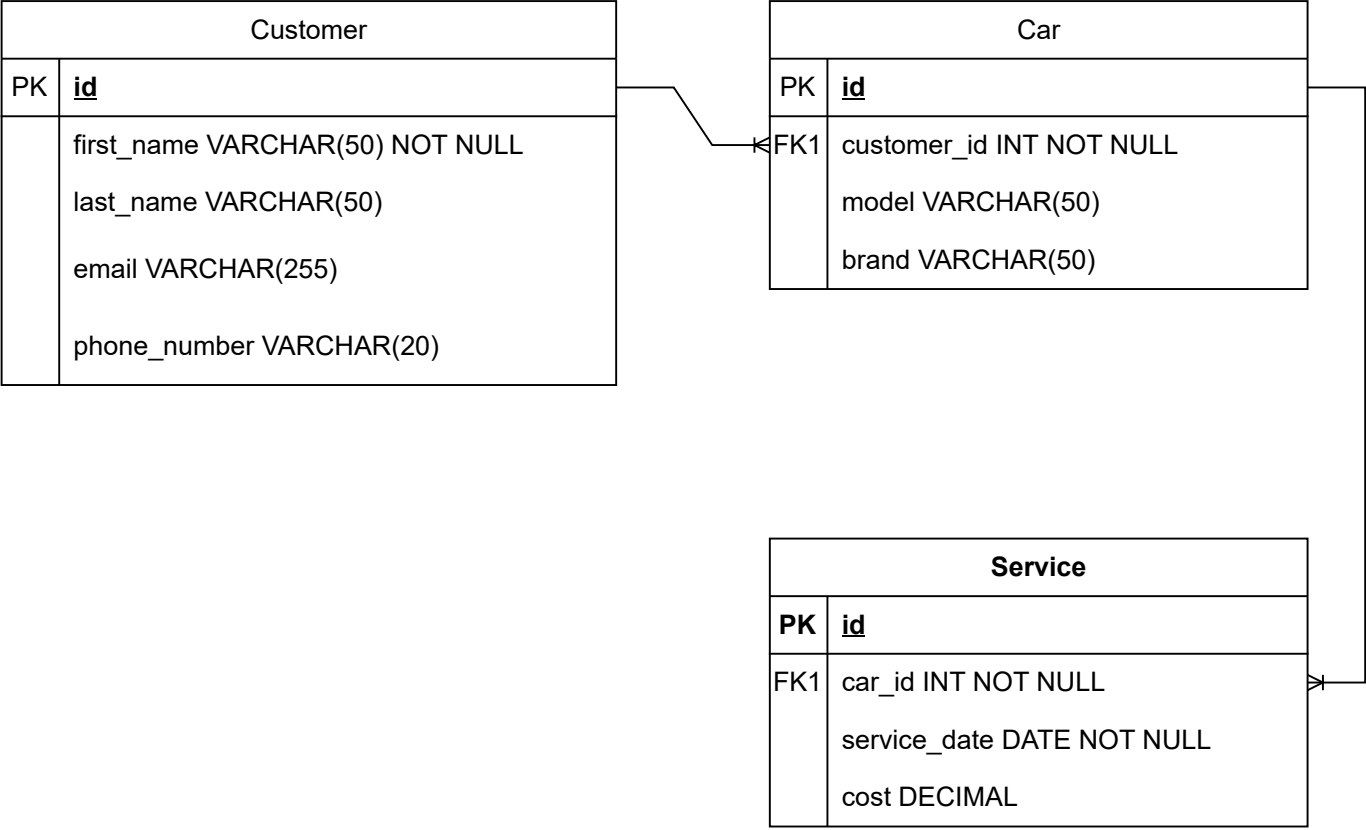 Customer
PK id
first_name VARCHAR(50) NOT NULL
last_name VARCHAR(50)
email VARCHAR(255)
phone_number VARCHAR(20)
Car
PK id
FK1 customer_id INT NOT NULL
model VARCHAR(50)
brand VARCHAR(50)
Service
PK id
FK1 car_id INT NOT NULL
service_date DATE NOT NULL
cost DECIMAL